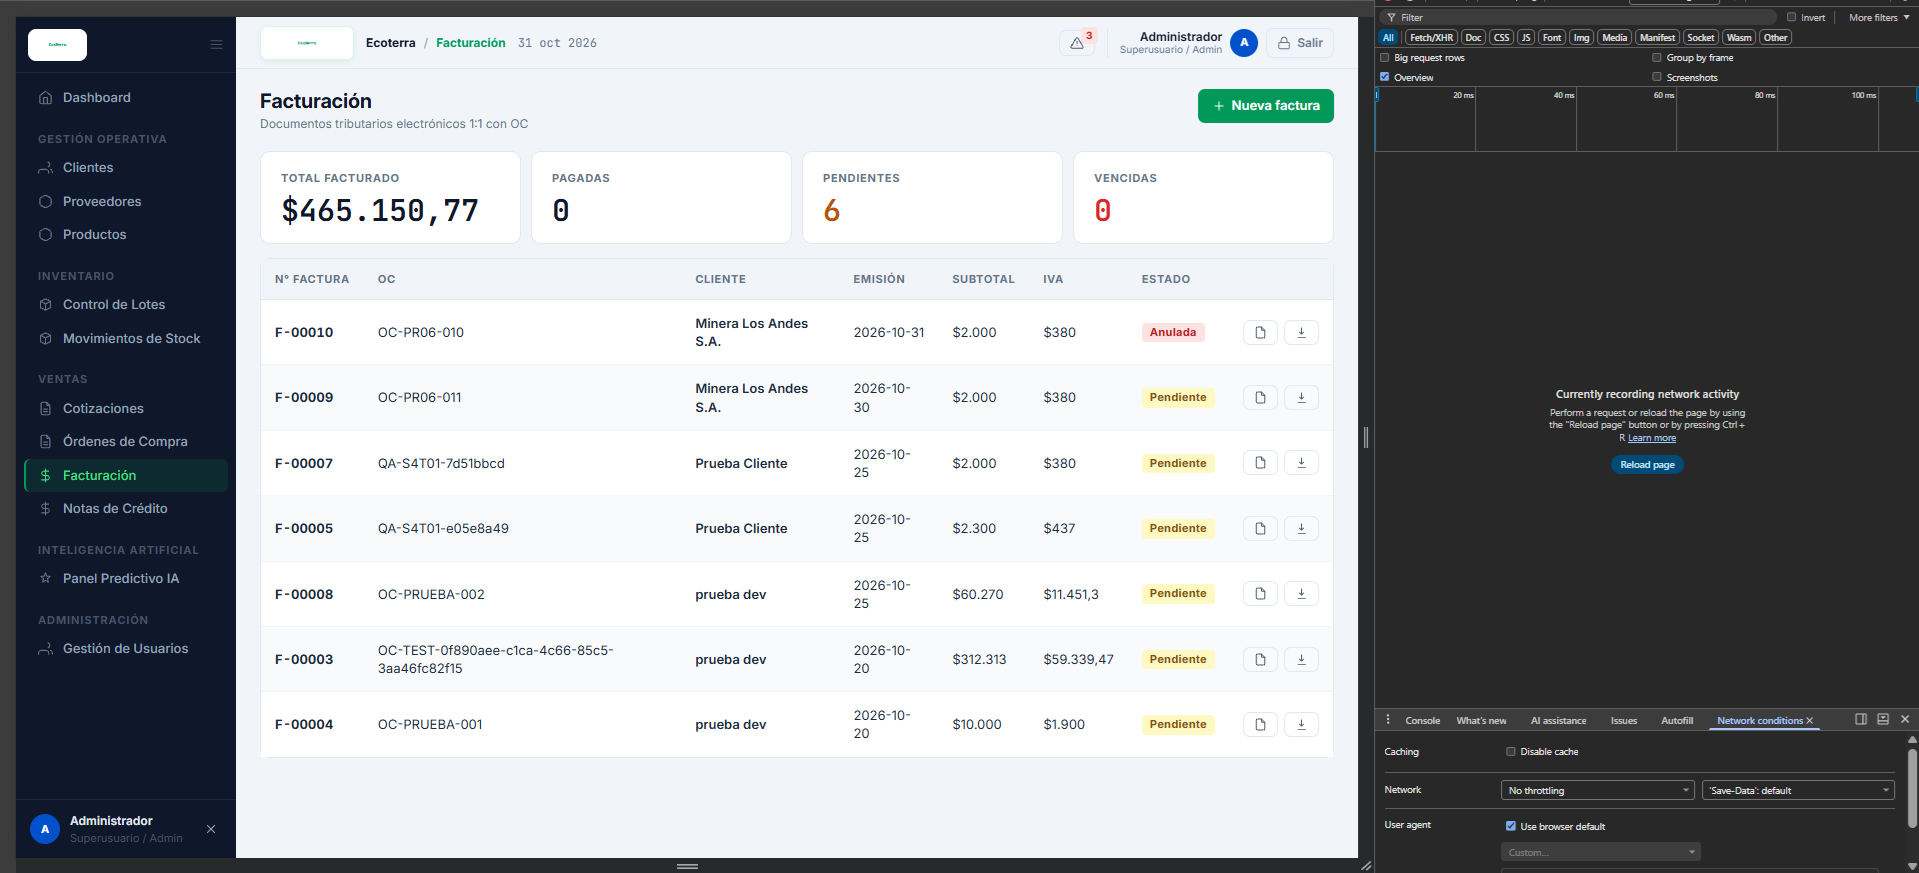 Ecoterra
Dashboard
GESTIÓN OPERATIVA
Clientes
Proveedores
Productos
INVENTARIO
Control de Lotes
Movimientos de Stock
VENTAS
Cotizaciones
Órdenes de Compra
Facturación
Notas de Crédito
INTELIGENCIA ARTIFICIAL
Panel Predictivo IA
ADMINISTRACIÓN
Gestión de Usuarios
A Administrador
Superusuario / Admin
Ecoterra
Ecoterra / Facturación 31 oct 2026
3
Administrador
Superusuario / Admin
A
Salir
Facturación
Documentos tributarios electrónicos 1:1 con OC
+ Nueva factura
TOTAL FACTURADO
$465.150,77
PAGADAS
0
PENDIENTES
6
VENCIDAS
0
N° FACTURA OC CLIENTE EMISIÓN SUBTOTAL IVA ESTADO
F-00010 OC-PR06-010 Minera Los Andes S.A. 2026-10-31 $2.000 $380 Anulada
F-00009 OC-PR06-011 Minera Los Andes S.A. 2026-10-30 $2.000 $380 Pendiente
F-00007 QA-S4T01-7d51bbcd Prueba Cliente 2026-10-25 $2.000 $380 Pendiente
F-00005 QA-S4T01-e05e8a49 Prueba Cliente 2026-10-25 $2.300 $437 Pendiente
F-00008 OC-PRUEBA-002 prueba dev 2026-10-25 $60.270 $11.451,3 Pendiente
F-00003 OC-TEST-0f890aee-c1ca-4c66-85c5-3aa46fc82f15 prueba dev 2026-10-20 $312.313 $59.339,47 Pendiente
F-00004 OC-PRUEBA-001 prueba dev 2026-10-20 $10.000 $1.900 Pendiente
Filter
Invert
More filters
All Fetch/XHR Doc CSS JS Font Img Media Manifest Socket Wasm Other
Big request rows
Group by frame
Overview
Screenshots
20 ms 40 ms 60 ms 80 ms 100 ms
Currently recording network activity
Perform a request or reload the page by using
the "Reload page" button or by pressing Ctrl +
R Learn more
Reload page
Console What's new AI assistance Issues Autofill Network conditions
Caching
Disable cache
Network
No throttling
'Save-Data': default
User agent
Use browser default
Custom...